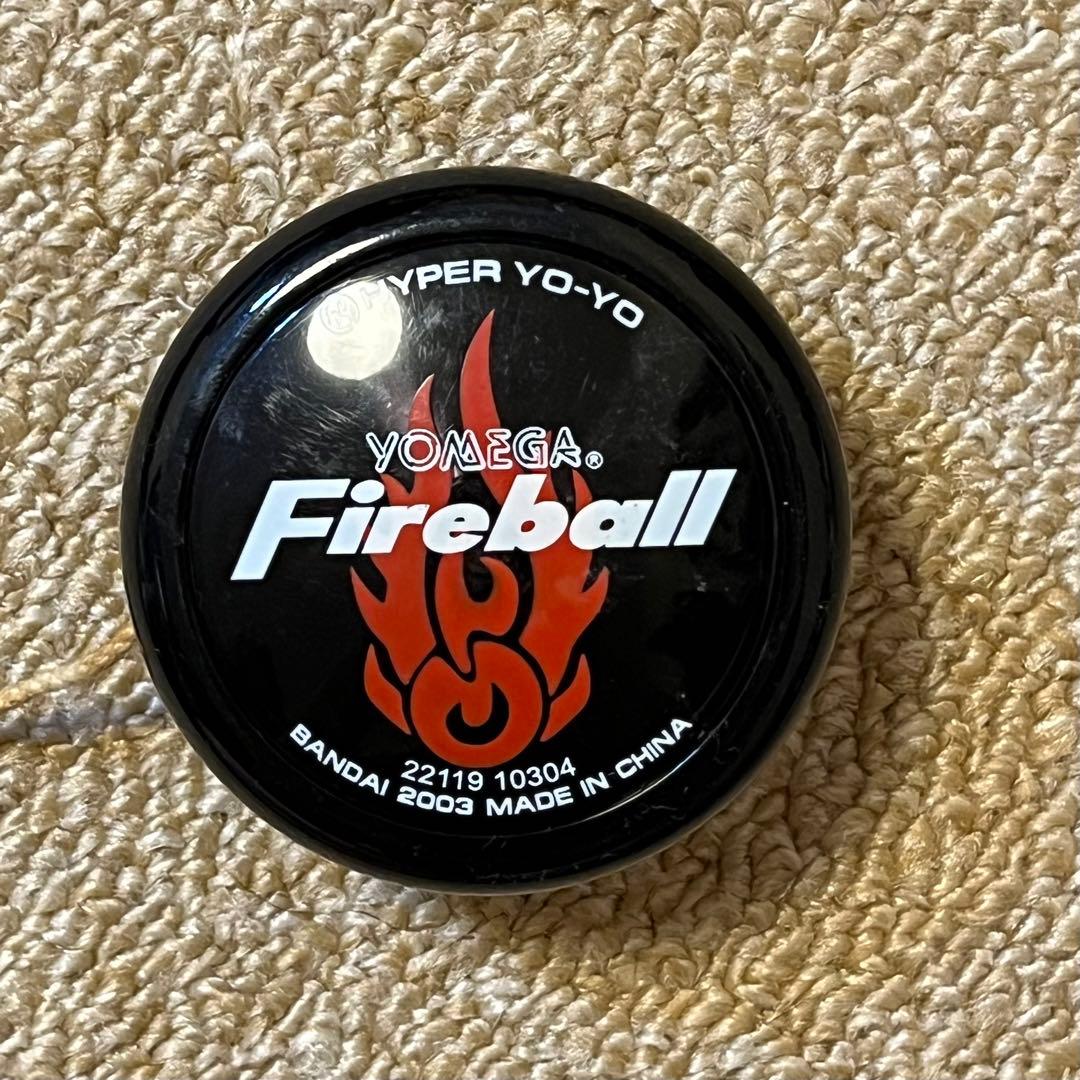 HYPER YO-YO
YOMEGA®
Fireball
22119 10304
BANDAI 2003 MADE IN CHINA